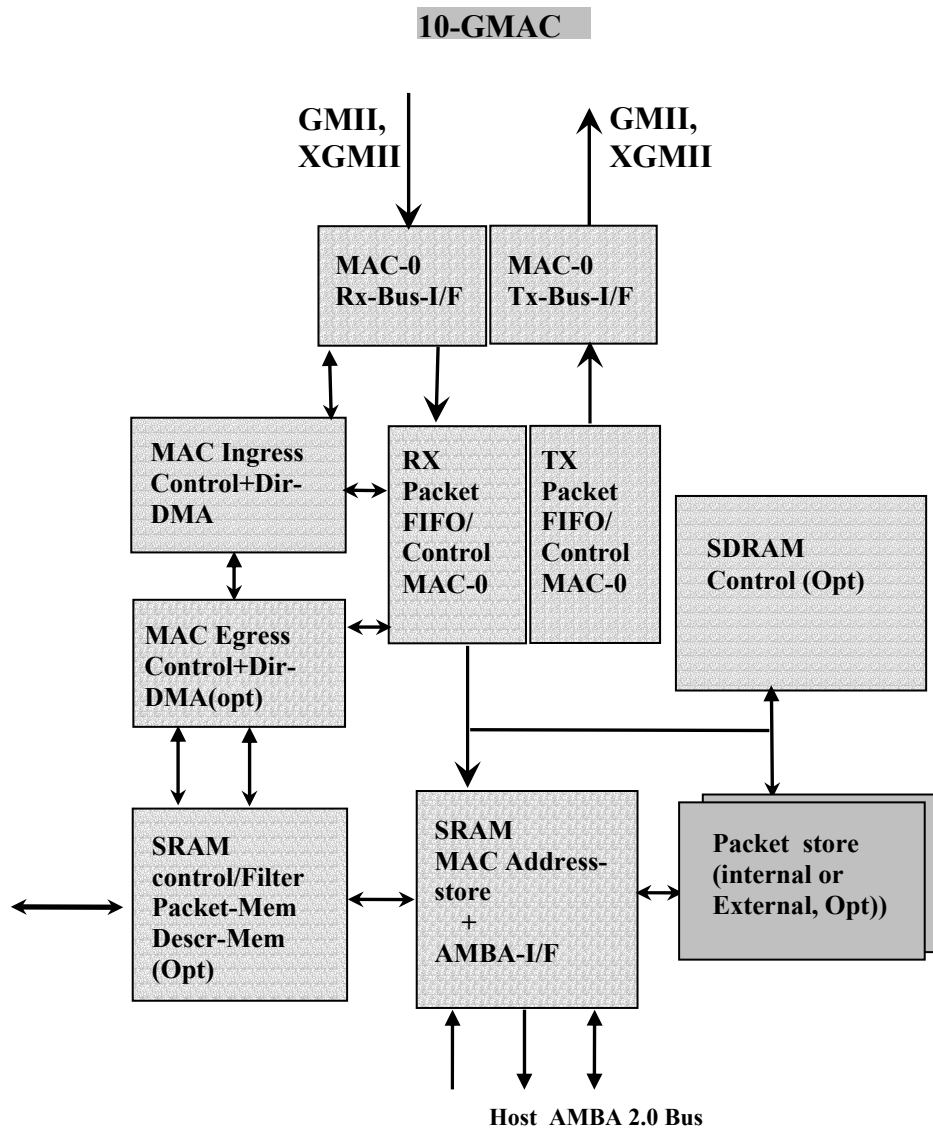 10-GMAC
GMII,
XGMII
GMII,
XGMII
MAC-0
Rx-Bus-I/F
MAC-0
Tx-Bus-I/F
MAC Ingress
Control+Dir-
DMA
RX
Packet
FIFO/
Control
MAC-0
TX
Packet
FIFO/
Control
MAC-0
SDRAM
Control (Opt)
MAC Egress
Control+Dir-
DMA(opt)
SRAM
control/Filter
Packet-Mem
Descr-Mem
(Opt)
SRAM
MAC Address-
store
+
AMBA-I/F
Packet store
(internal or
External, Opt))
Host AMBA 2.0 Bus